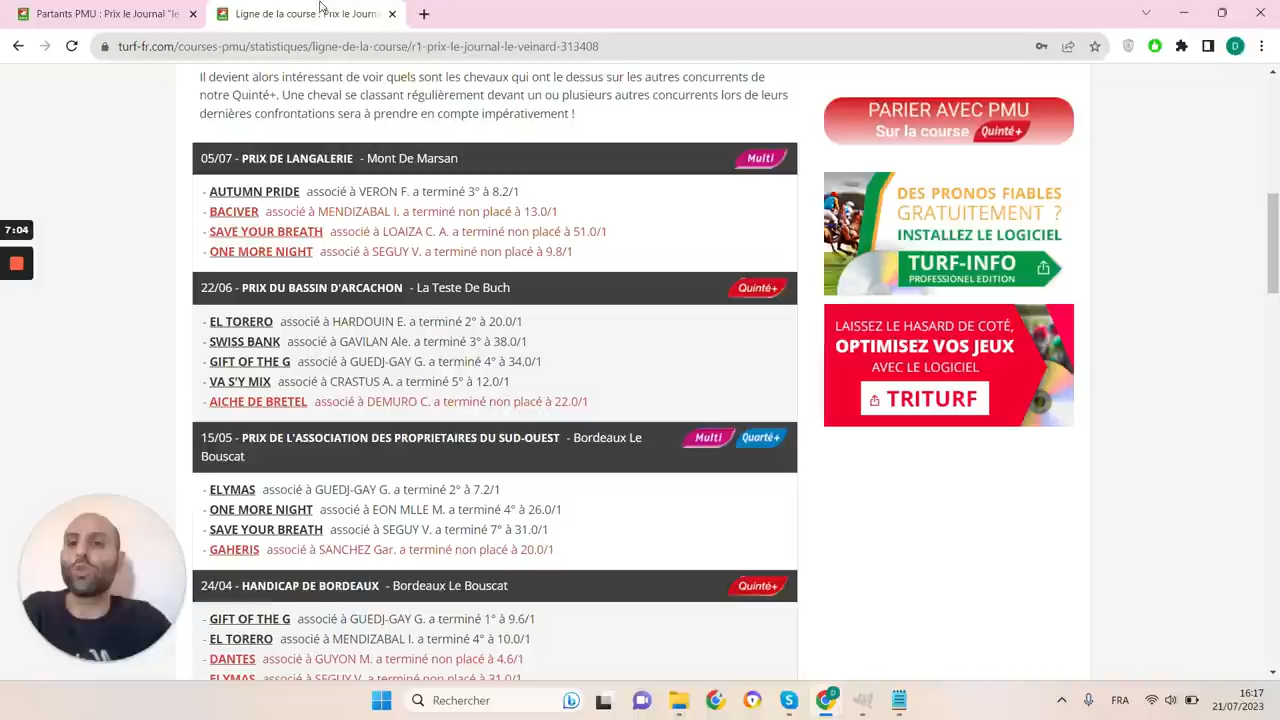 Partants PMU du "Prix Le Journ
Ligne de la course : Prix le Journ
turf-fr.com/courses-pmu/statistiques/ligne-de-la-course/r1-prix-le-journal-le-veinard-313408
D
Il devient alors intéressant de voir quels sont les chevaux qui ont le dessus sur les autres concurrents de
notre Quinté+. Une cheval se classant régulièrement devant un ou plusieurs autres concurrents lors de leurs
dernières confrontations sera à prendre en compte impérativement !
05/07 - PRIX DE LANGALERIE - Mont De Marsan Multi
- AUTUMN PRIDE associé à VERON F. a terminé 3° à 8.2/1
- BACIVER associé à MENDIZABAL I. a terminé non placé à 13.0/1
- SAVE YOUR BREATH associé à LOAIZA C. A. a terminé non placé à 51.0/1
- ONE MORE NIGHT associé à SEGUY V. a terminé non placé à 9.8/1
22/06 - PRIX DU BASSIN D'ARCACHON - La Teste De Buch Quinté+
- EL TORERO associé à HARDOUIN E. a terminé 2° à 20.0/1
- SWISS BANK associé à GAVILAN Ale. a terminé 3° à 38.0/1
- GIFT OF THE G associé à GUEDJ-GAY G. a terminé 4° à 34.0/1
- VA S'Y MIX associé à CRASTUS A. a terminé 5° à 12.0/1
- AICHE DE BRETEL associé à DEMURO C. a terminé non placé à 22.0/1
15/05 - PRIX DE L'ASSOCIATION DES PROPRIETAIRES DU SUD-OUEST - Bordeaux Le Multi Quarté+
Bouscat
- ELYMAS associé à GUEDJ-GAY G. a terminé 2° à 7.2/1
- ONE MORE NIGHT associé à EON MLLE M. a terminé 4° à 26.0/1
- SAVE YOUR BREATH associé à SEGUY V. a terminé 7° à 31.0/1
- GAHERIS associé à SANCHEZ Gar. a terminé non placé à 20.0/1
24/04 - HANDICAP DE BORDEAUX - Bordeaux Le Bouscat Quinté+
- GIFT OF THE G associé à GUEDJ-GAY G. a terminé 1° à 9.6/1
- EL TORERO associé à MENDIZABAL I. a terminé 4° à 10.0/1
- DANTES associé à GUYON M. a terminé non placé à 4.6/1
- ELYMAS associé à SEGUY V. a terminé non placé à 31.0/1
PARIER AVEC PMU
Sur la course Quinté+
DES PRONOS FIABLES
GRATUITEMENT ?
INSTALLEZ LE LOGICIEL
TURF-INFO
PROFESSIONEL EDITION
LAISSEZ LE HASARD DE COTÉ,
OPTIMISEZ VOS JEUX
AVEC LE LOGICIEL
TRITURF
7:04
Rechercher
FRA
16:17
21/07/2023